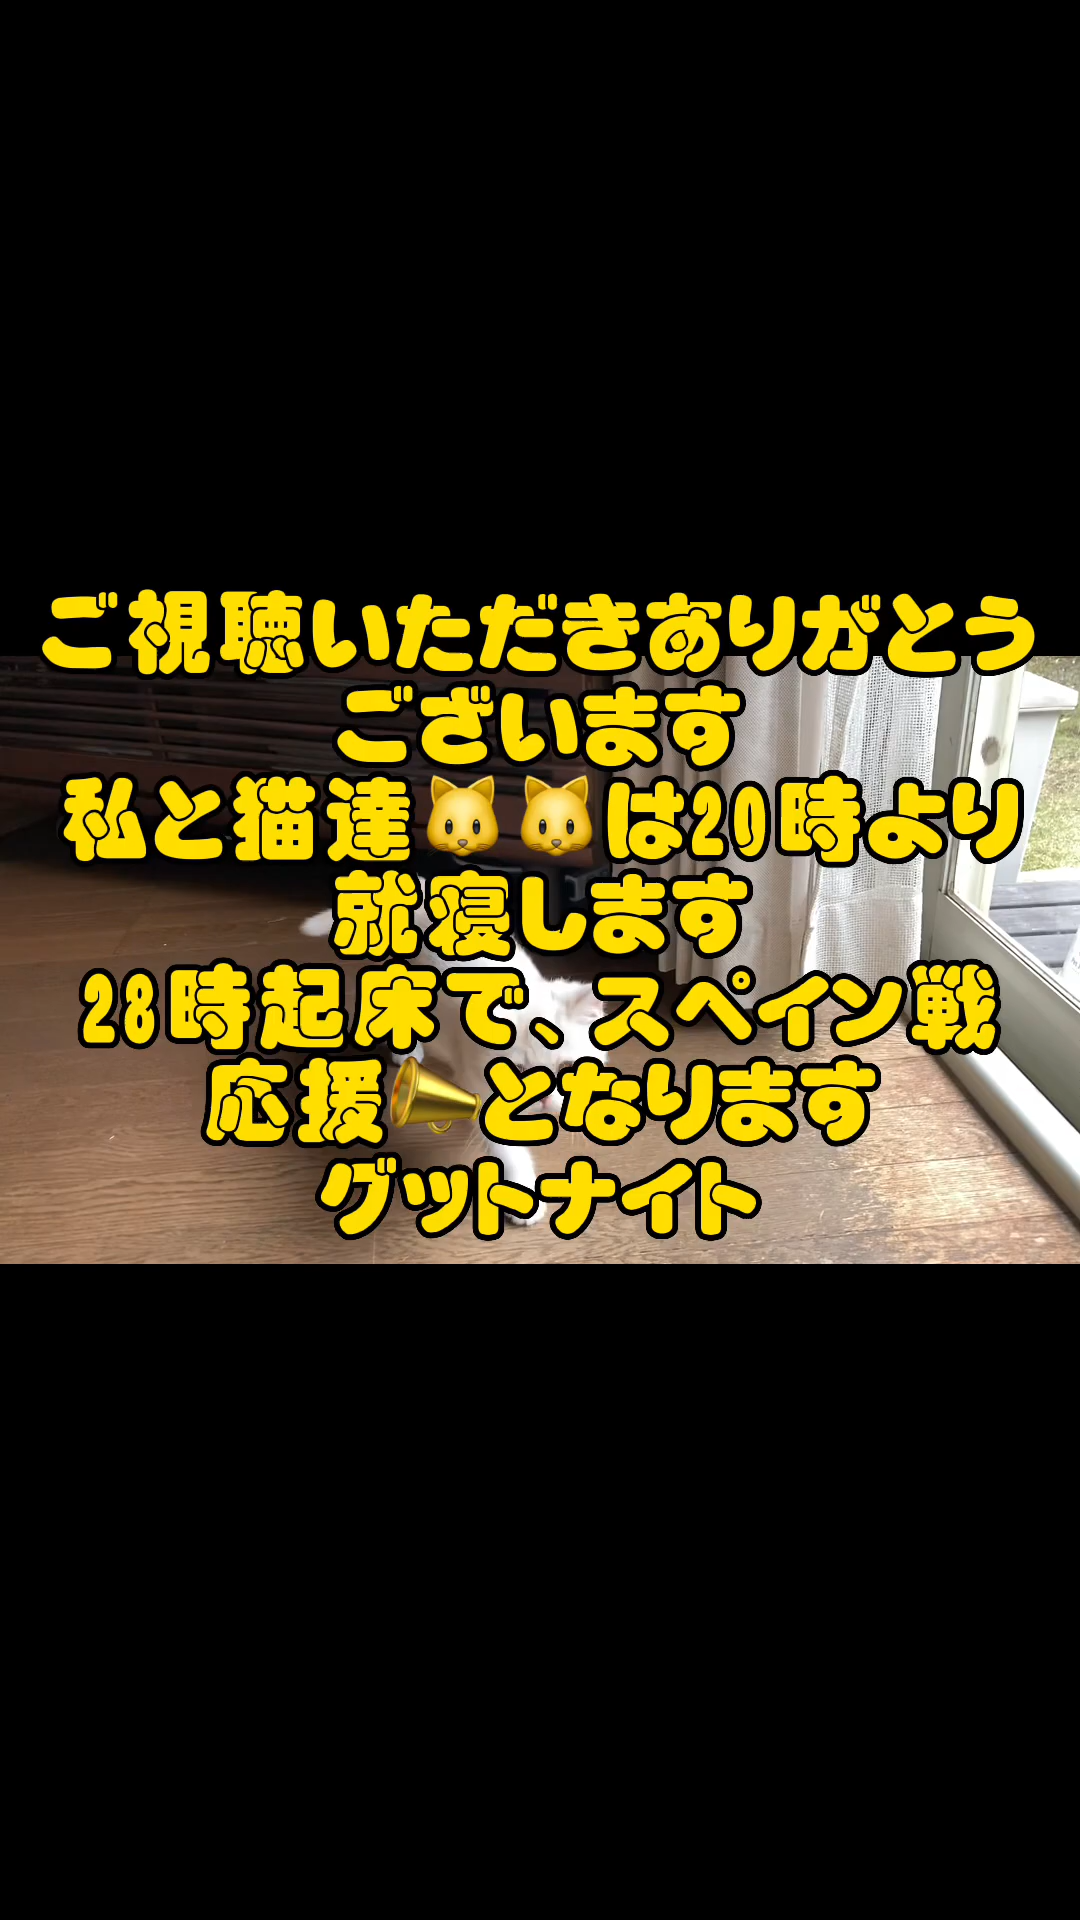 ご視聴いただきありがとう
ございます
私と猫達🐱🐱は20時より
就寝します
28時起床で、スペイン戦
応援📣となります
グットナイト